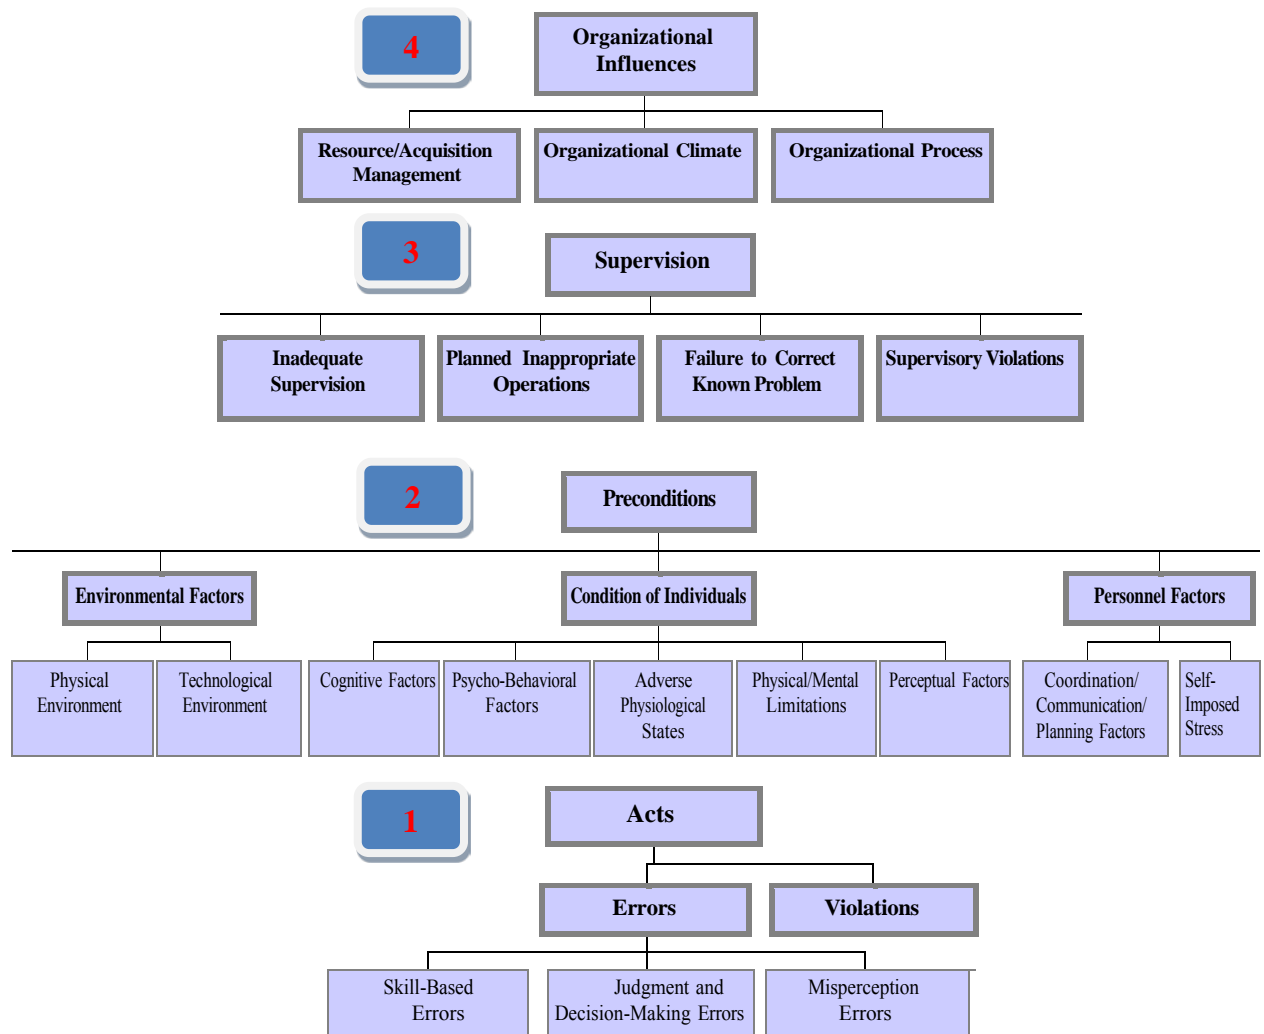 4
Organizational
Influences
Resource/Acquisition
Management
Organizational Climate
Organizational Process
3
Supervision
Inadequate
Supervision
Planned Inappropriate
Operations
Failure to Correct
Known Problem
Supervisory Violations
2
Preconditions
Environmental Factors
Condition of Individuals
Personnel Factors
Physical
Environment
Technological
Environment
Cognitive Factors
Psycho-Behavioral
Factors
Adverse
Physiological
States
Physical/Mental
Limitations
Perceptual Factors
Coordination/
Communication/
Planning Factors
Self-
Imposed
Stress
1
Acts
Errors
Violations
Skill-Based
Errors
Judgment and
Decision-Making Errors
Misperception
Errors